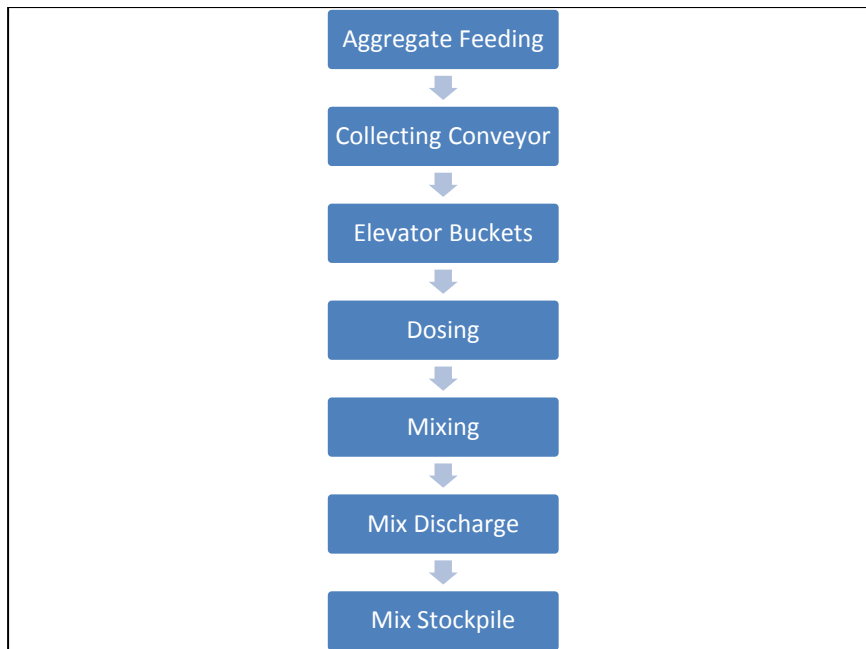 Aggregate Feeding
Collecting Conveyor
Elevator Buckets
Dosing
Mixing
Mix Discharge
Mix Stockpile